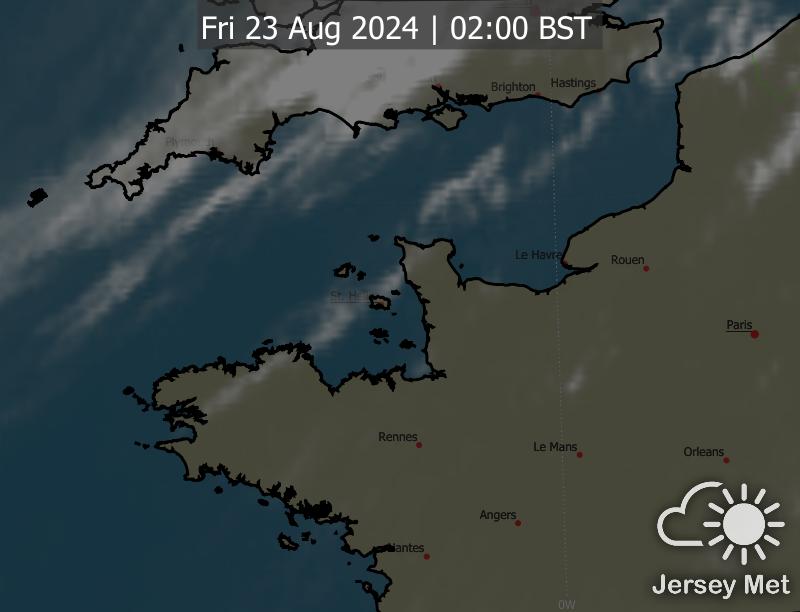 Fri 23 Aug 2024 | 02:00 BST
Brighton
Hastings
Plymouth
Le Havre
Rouen
St. Helier
Paris
Rennes
Le Mans
Orleans
Angers
Nantes
Jersey Met
0W